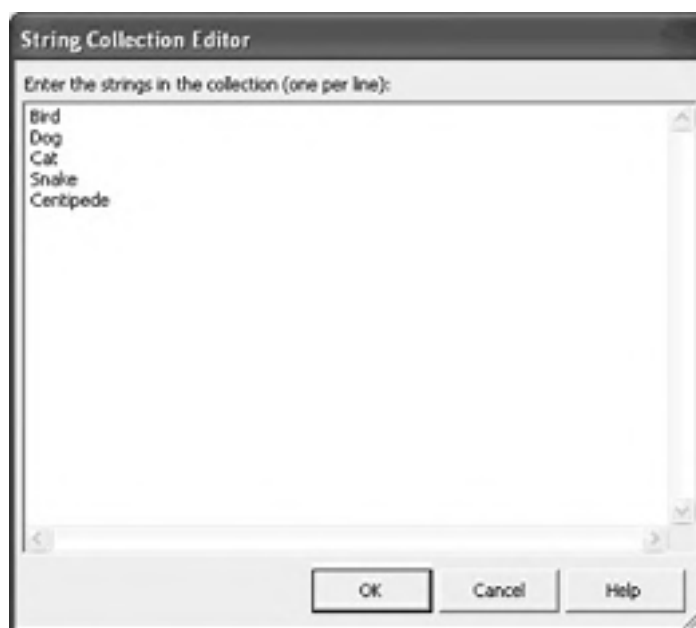 String Collection Editor
Enter the strings in the collection (one per line):
Bird
Dog
Cat
Snake
Centipede
OK
Cancel
Help